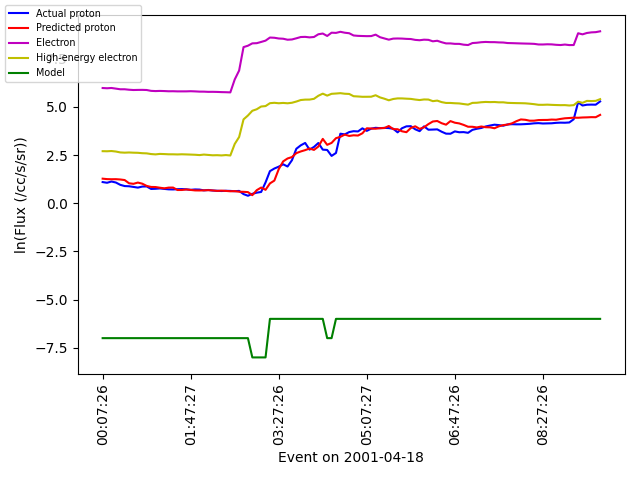 Actual proton
Predicted proton
Electron
High-energy electron
Model
5.0
2.5
0.0
−2.5
−5.0
−7.5
ln(Flux (/cc/s/sr))
00:07:26
01:47:27
03:27:26
05:07:27
06:47:26
08:27:26
Event on 2001-04-18